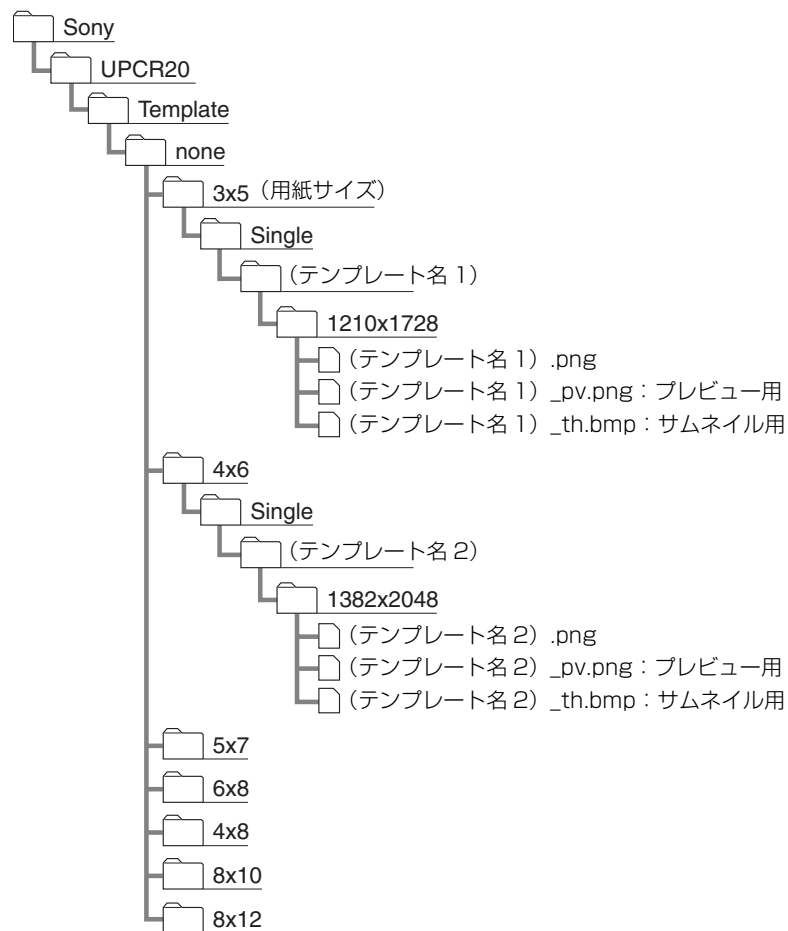 Sony
UPCR20
Template
none
3x5（用紙サイズ）
Single
（テンプレート名 1）
1210x1728
（テンプレート名 1）.png
（テンプレート名 1）_pv.png：プレビュー用
（テンプレート名 1）_th.bmp：サムネイル用
4x6
Single
（テンプレート名 2）
1382x2048
（テンプレート名 2）.png
（テンプレート名 2）_pv.png：プレビュー用
（テンプレート名 2）_th.bmp：サムネイル用
5x7
6x8
4x8
8x10
8x12